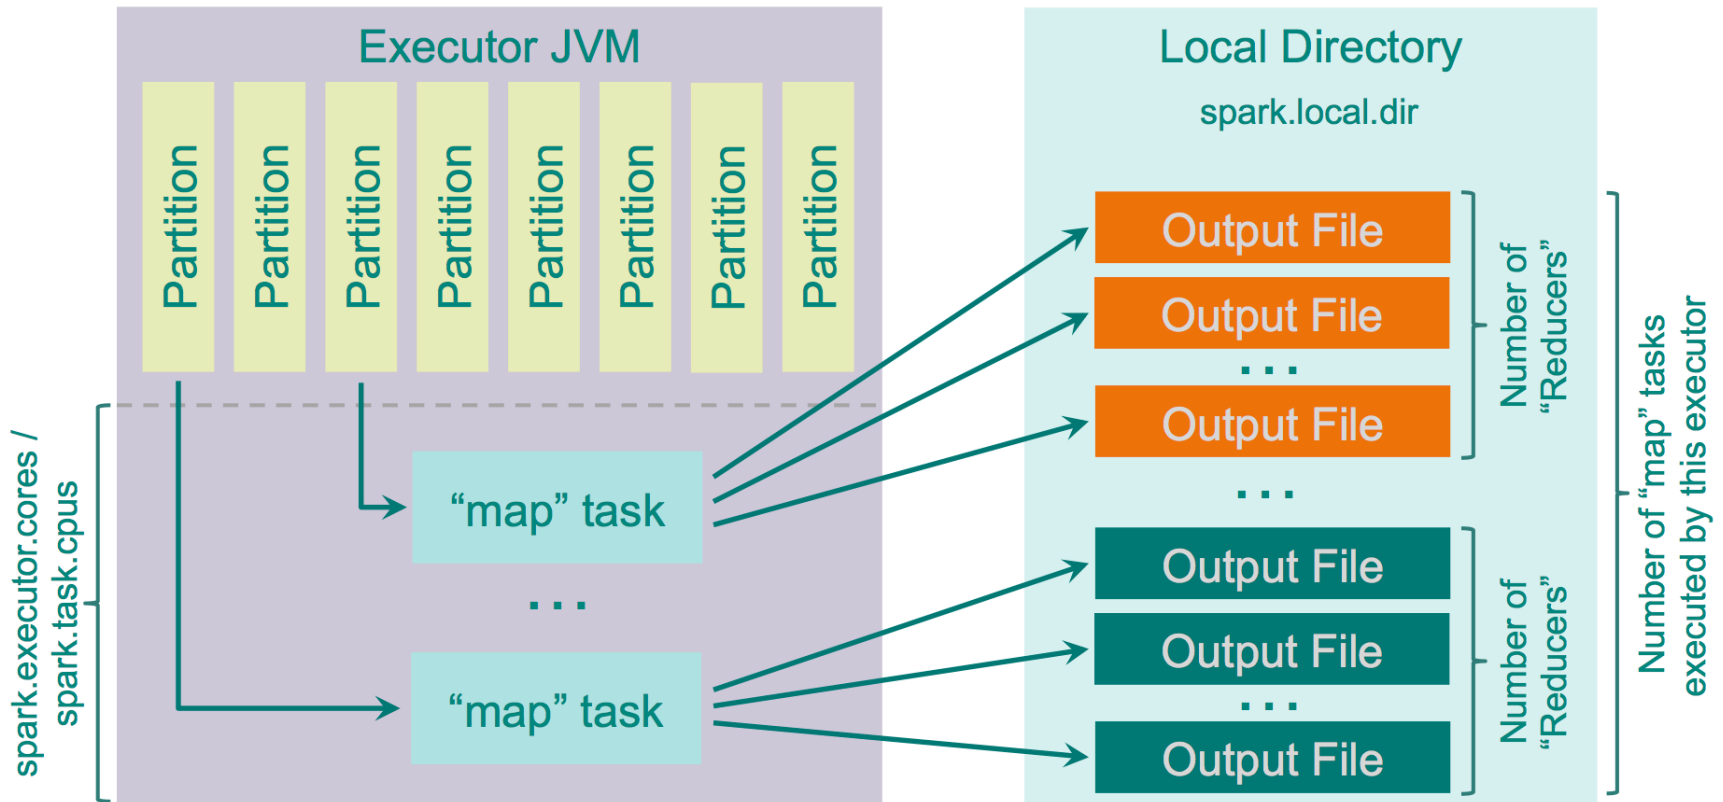 Executor JVM
Partition
Partition
Partition
Partition
Partition
Partition
Partition
Partition
spark.executor.cores /
spark.task.cpus
“map” task
...
“map” task
Local Directory
spark.local.dir
Output File
Output File
...
Output File
Number of
“Reducers”
...
Output File
Output File
...
Output File
Number of
“Reducers”
Number of “map” tasks
executed by this executor